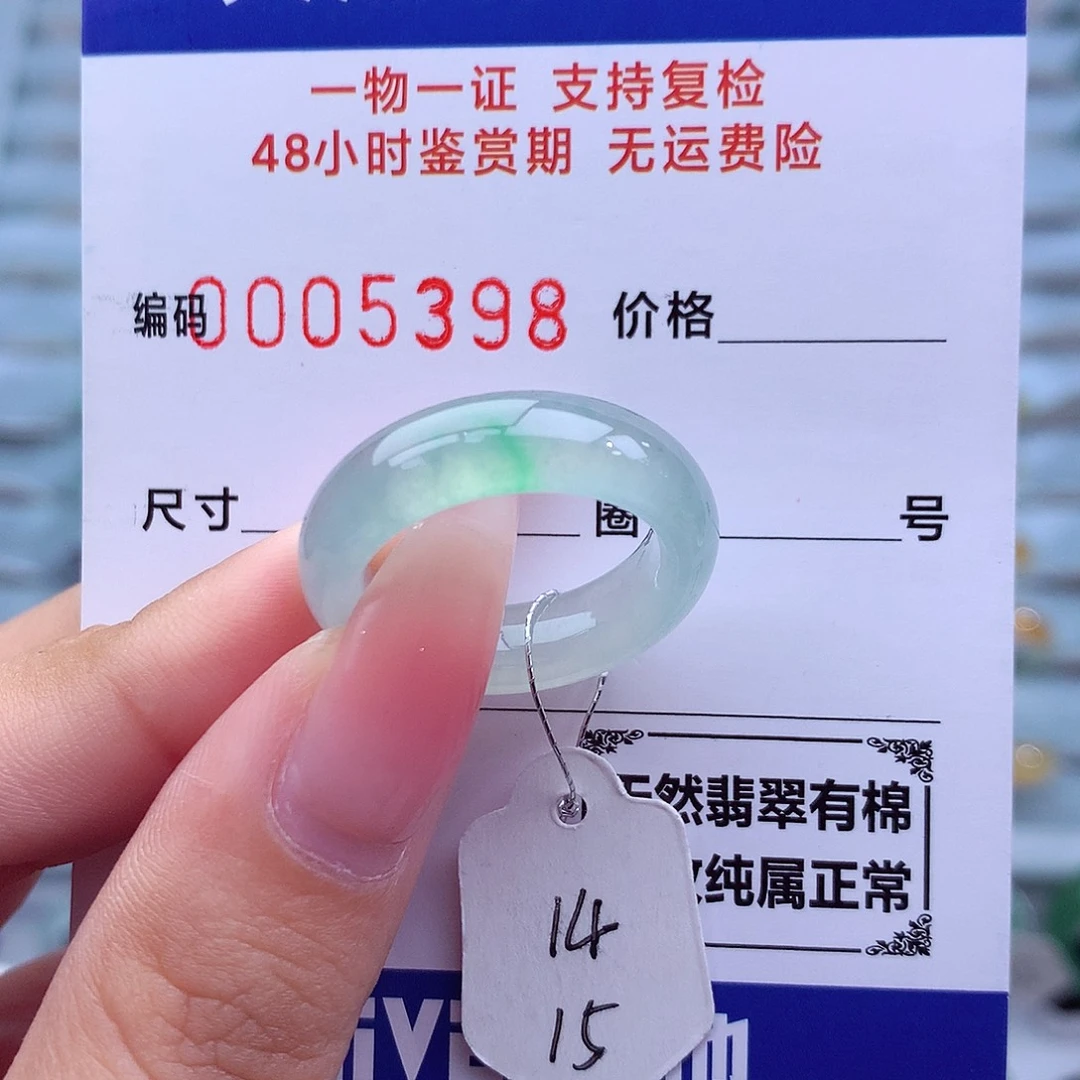 一物一证 支持复检
48小时鉴赏期 无运费险
编码0005398 价格
尺寸 圈 号
天然翡翠有棉
纯属正常
14
15